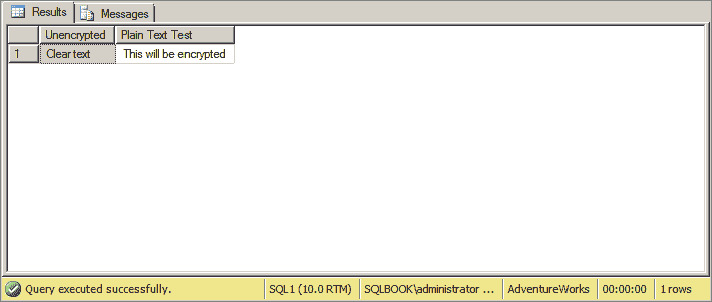 Results Messages
Unencrypted Plain Text Test
1 Clear text This will be encrypted
Query executed successfully. SQL1 (10.0 RTM) SQLBOOK\administrator ... AdventureWorks 00:00:00 1 rows